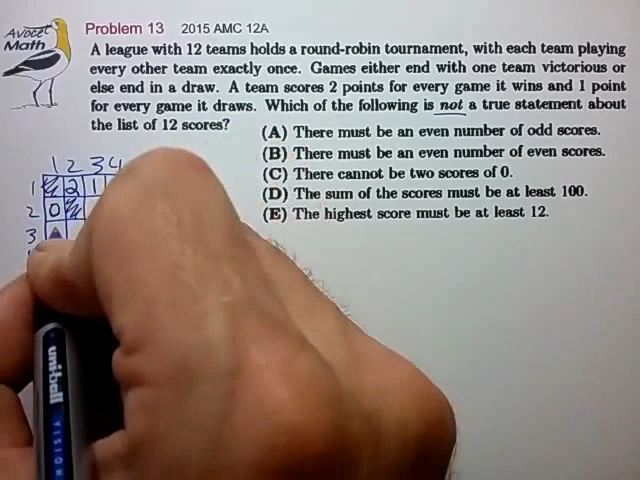 Avocet
Math
Problem 13 2015 AMC 12A
A league with 12 teams holds a round-robin tournament, with each team playing
every other team exactly once. Games either end with one team victorious or
else end in a draw. A team scores 2 points for every game it wins and 1 point
for every game it draws. Which of the following is not a true statement about
the list of 12 scores?
(A) There must be an even number of odd scores.
(B) There must be an even number of even scores.
(C) There cannot be two scores of 0.
(D) The sum of the scores must be at least 100.
(E) The highest score must be at least 12.
1 2 3 4
1 2 1
2 0
3
uni-ball
VISION